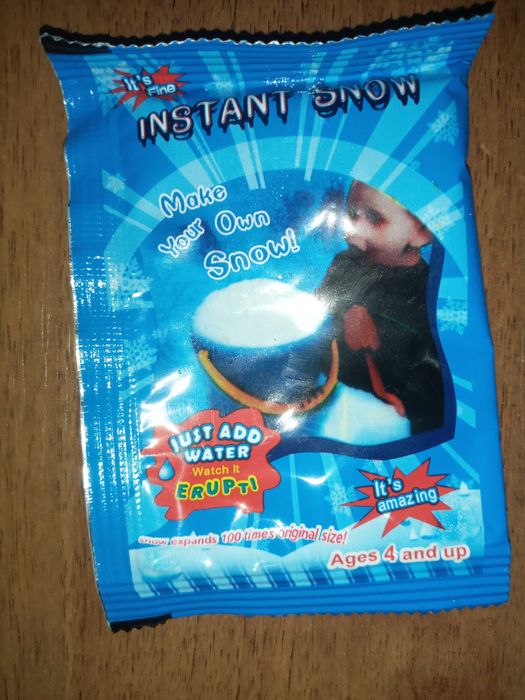 It's
Fine
INSTANT SNOW
Make
Your Own
Snow!
JUST ADD
WATER
Watch It
ERUPT!
It's
amazing
snow expands 100 times original size!
Ages 4 and up